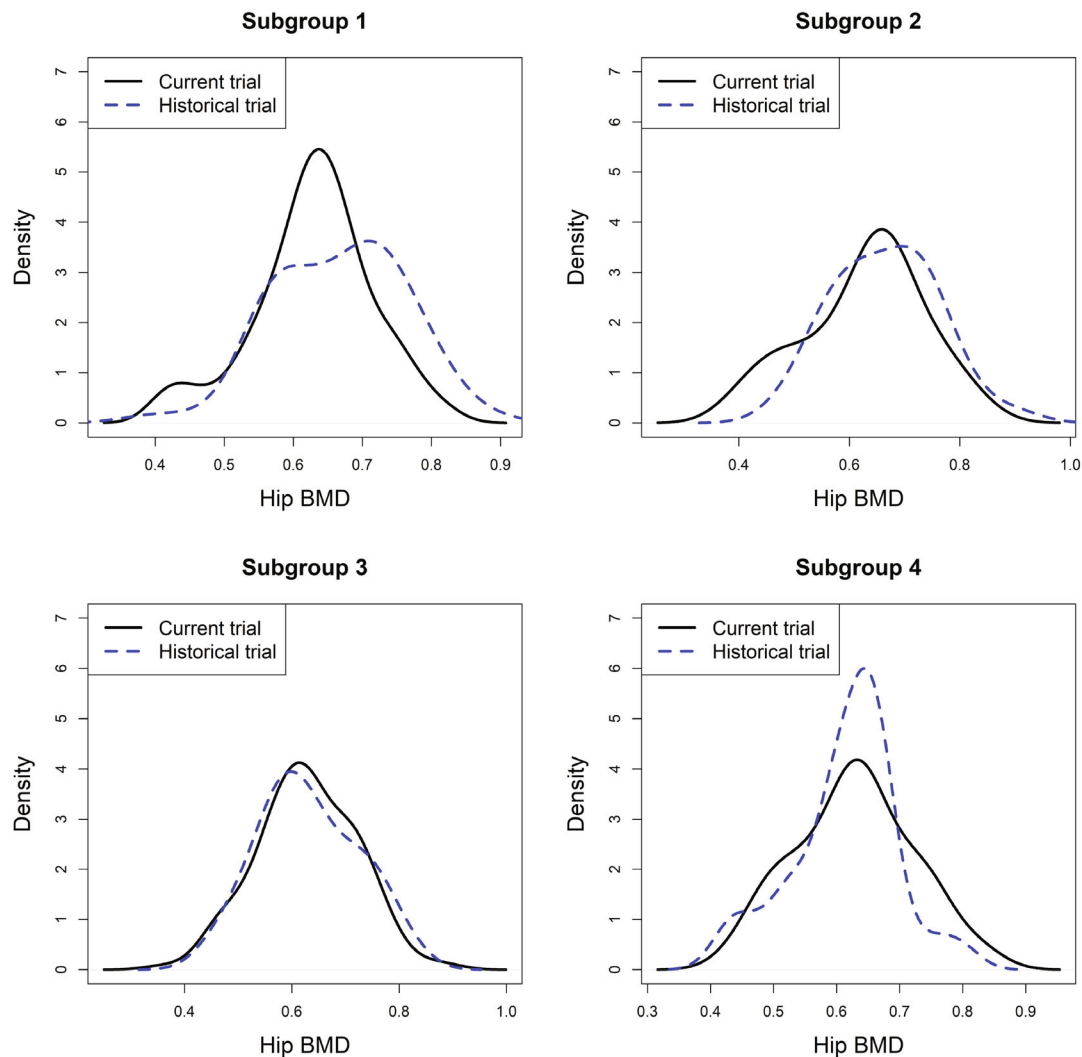 Subgroup 1
Current trial
Historical trial
7
6
5
4
3
2
1
0
Density
0.4 0.5 0.6 0.7 0.8 0.9
Hip BMD
Subgroup 2
Current trial
Historical trial
7
6
5
4
3
2
1
0
Density
0.4 0.6 0.8 1.0
Hip BMD
Subgroup 3
Current trial
Historical trial
7
6
5
4
3
2
1
0
Density
0.4 0.6 0.8 1.0
Hip BMD
Subgroup 4
Current trial
Historical trial
7
6
5
4
3
2
1
0
Density
0.3 0.4 0.5 0.6 0.7 0.8 0.9
Hip BMD